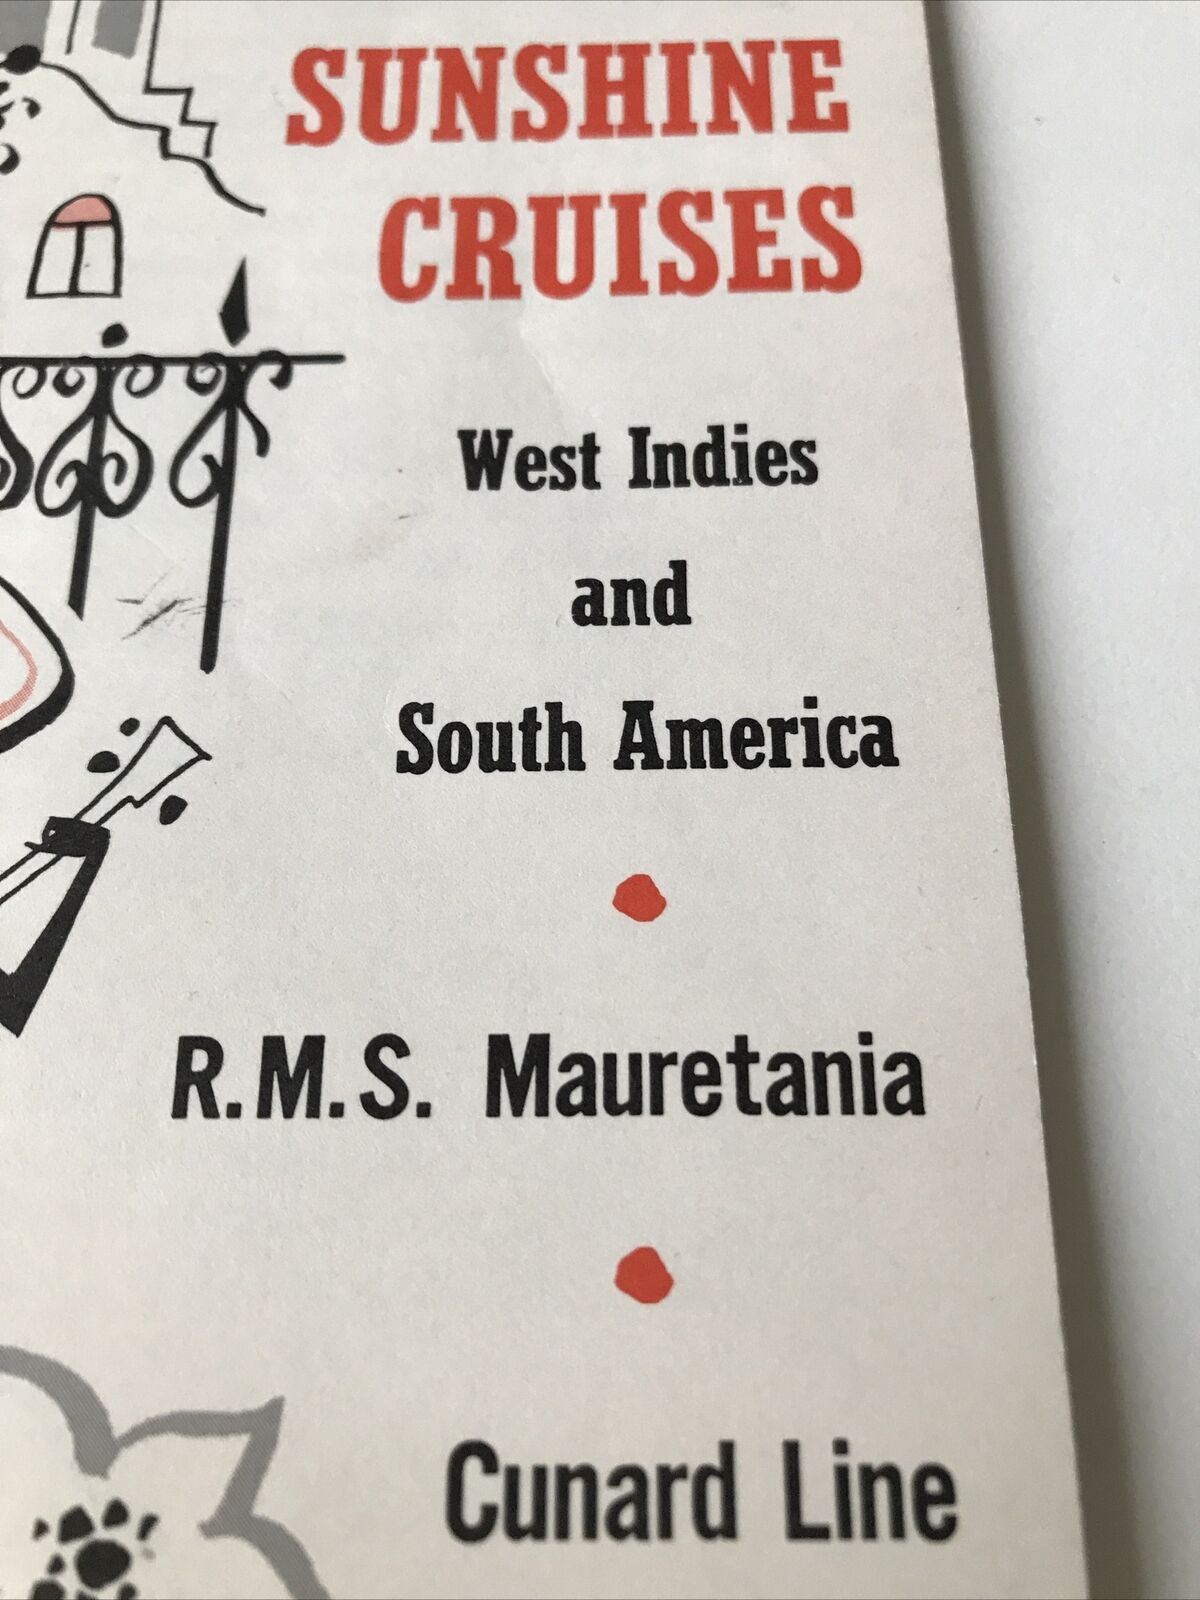 SUNSHINE
CRUISES
West Indies
and
South America
R.M.S. Mauretania
Cunard Line